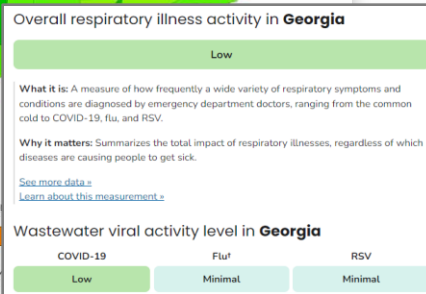 Overall respiratory illness activity in Georgia
Low
What it is: A measure of how frequently a wide variety of respiratory symptoms and
conditions are diagnosed by emergency department doctors, ranging from the common
cold to COVID-19, flu, and RSV.
Why it matters: Summarizes the total impact of respiratory illnesses, regardless of which
diseases are causing people to get sick.
See more data »
Learn about this measurement »
Wastewater viral activity level in Georgia
COVID-19 Flu† RSV
Low Minimal Minimal